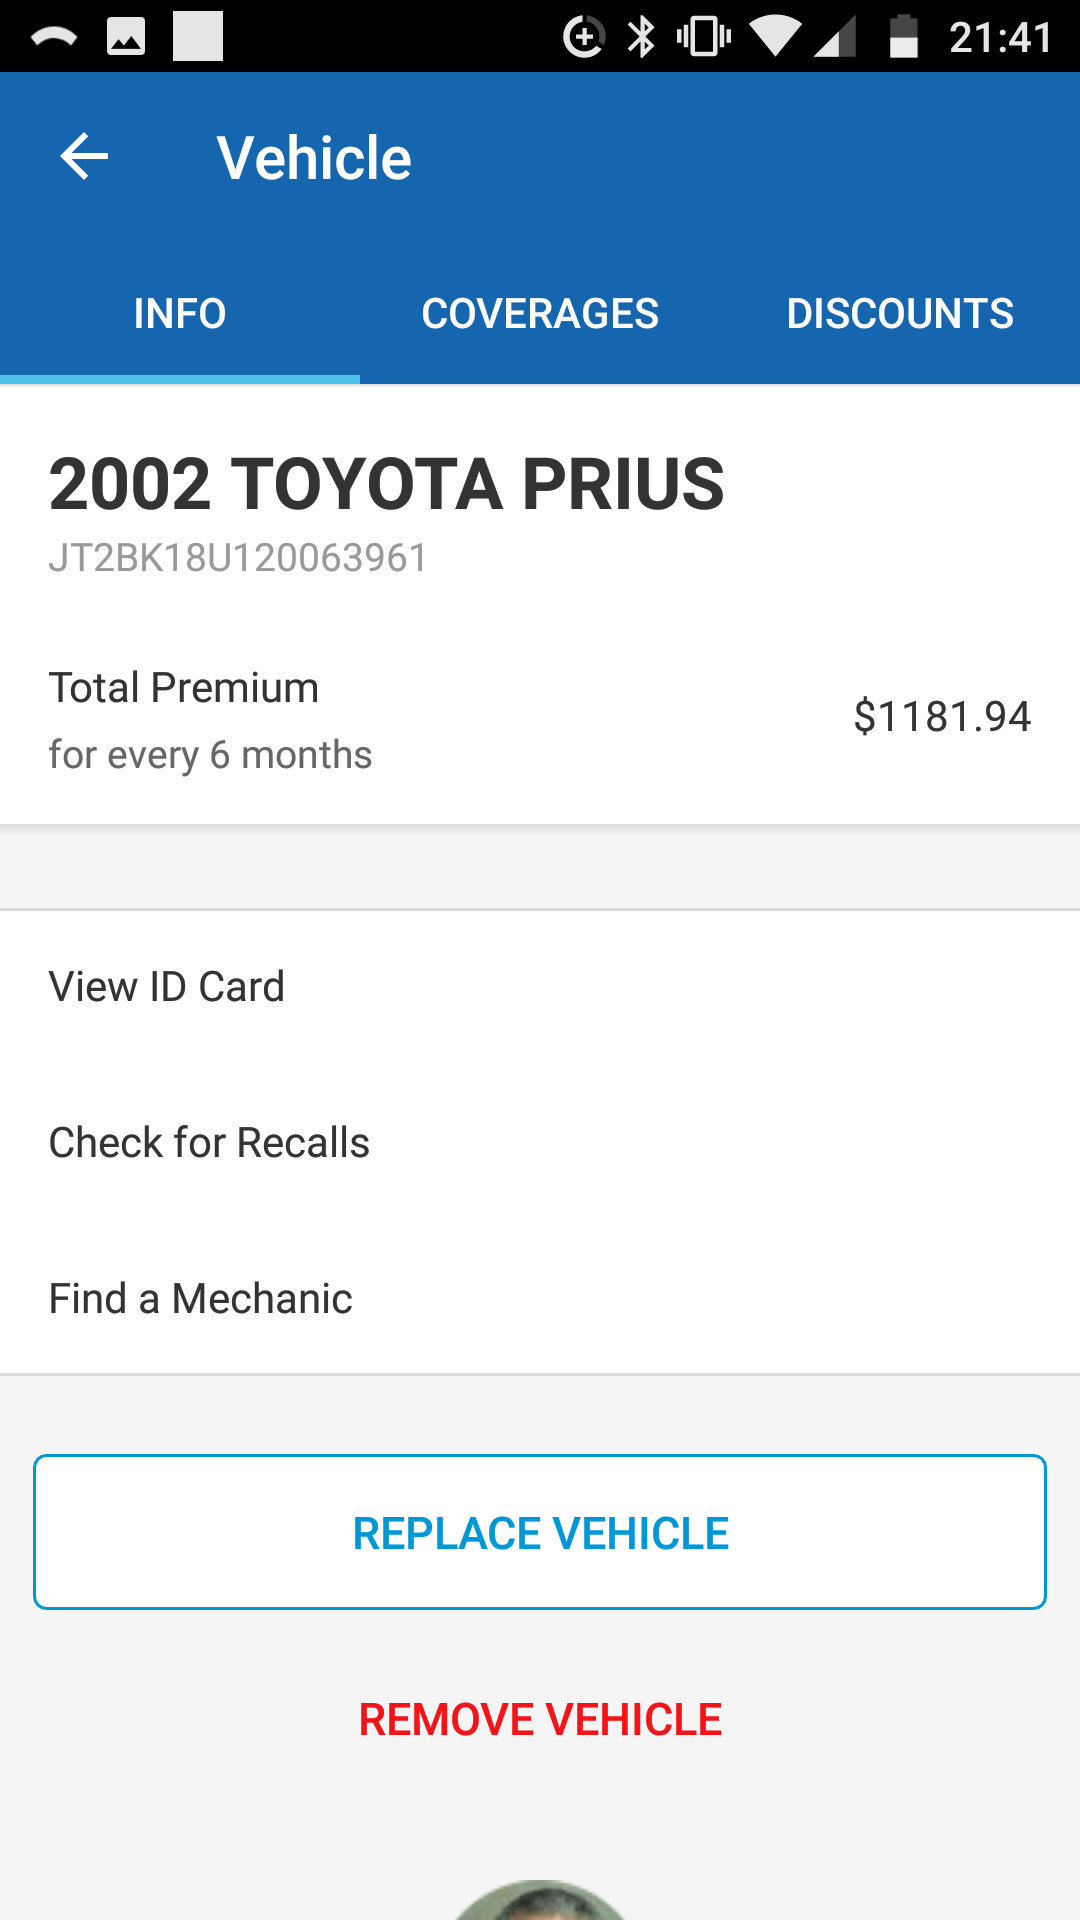 21:41
Vehicle
INFO COVERAGES DISCOUNTS
2002 TOYOTA PRIUS
JT2BK18U120063961
Total Premium
$1181.94
for every 6 months
View ID Card
Check for Recalls
Find a Mechanic
REPLACE VEHICLE
REMOVE VEHICLE